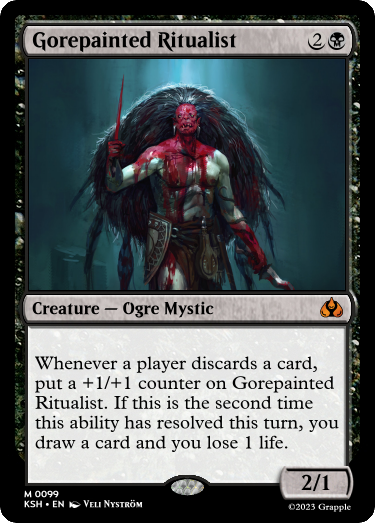 Gorepainted Ritualist 2
Creature — Ogre Mystic
Whenever a player discards a card,
put a +1/+1 counter on Gorepainted
Ritualist. If this is the second time
this ability has resolved this turn, you
draw a card and you lose 1 life.
2/1
M 0099
KSH • EN Veli Nyström
©2023 Grapple